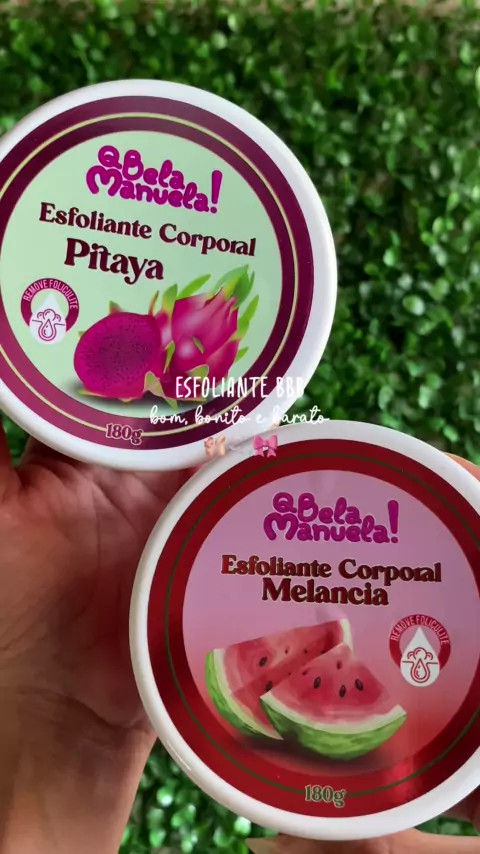 @Bela
Manuela!
Esfoliante Corporal
Pitaya
REMOVE FOLICULITE
180g
ESFOLIANTE BBB
bom, bonito e barato
@Bela
Manuela!
Esfoliante Corporal
Melancia
REMOVE FOLICULITE
180g